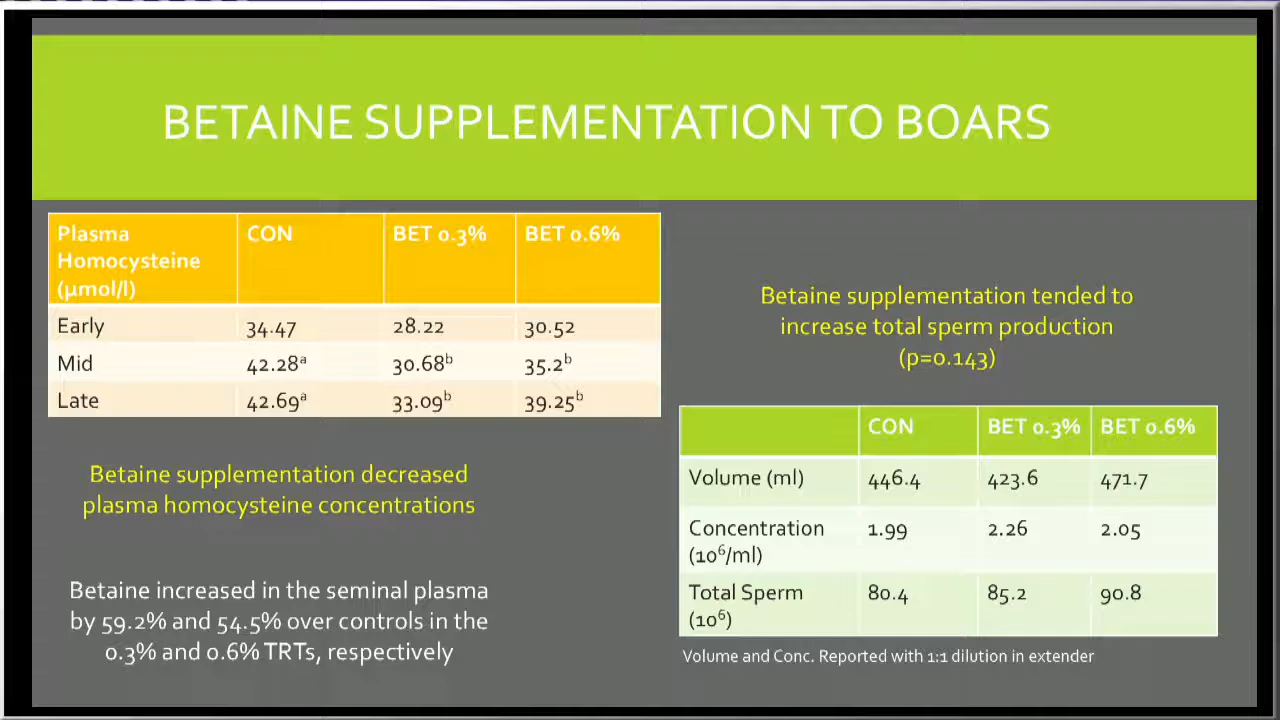 BETAINE SUPPLEMENTATION TO BOARS
Plasma Homocysteine (µmol/l) CON BET 0.3% BET 0.6%
Early 34.47 28.22 30.52
Mid 42.28ᵃ 30.68ᵇ 35.2ᵇ
Late 42.69ᵃ 33.09ᵇ 39.25ᵇ
Betaine supplementation decreased
plasma homocysteine concentrations
Betaine increased in the seminal plasma
by 59.2% and 54.5% over controls in the
0.3% and 0.6% TRTs, respectively
Betaine supplementation tended to
increase total sperm production
(p=0.143)
CON BET 0.3% BET 0.6%
Volume (ml) 446.4 423.6 471.7
Concentration (10⁶/ml) 1.99 2.26 2.05
Total Sperm (10⁶) 80.4 85.2 90.8
Volume and Conc. Reported with 1:1 dilution in extender